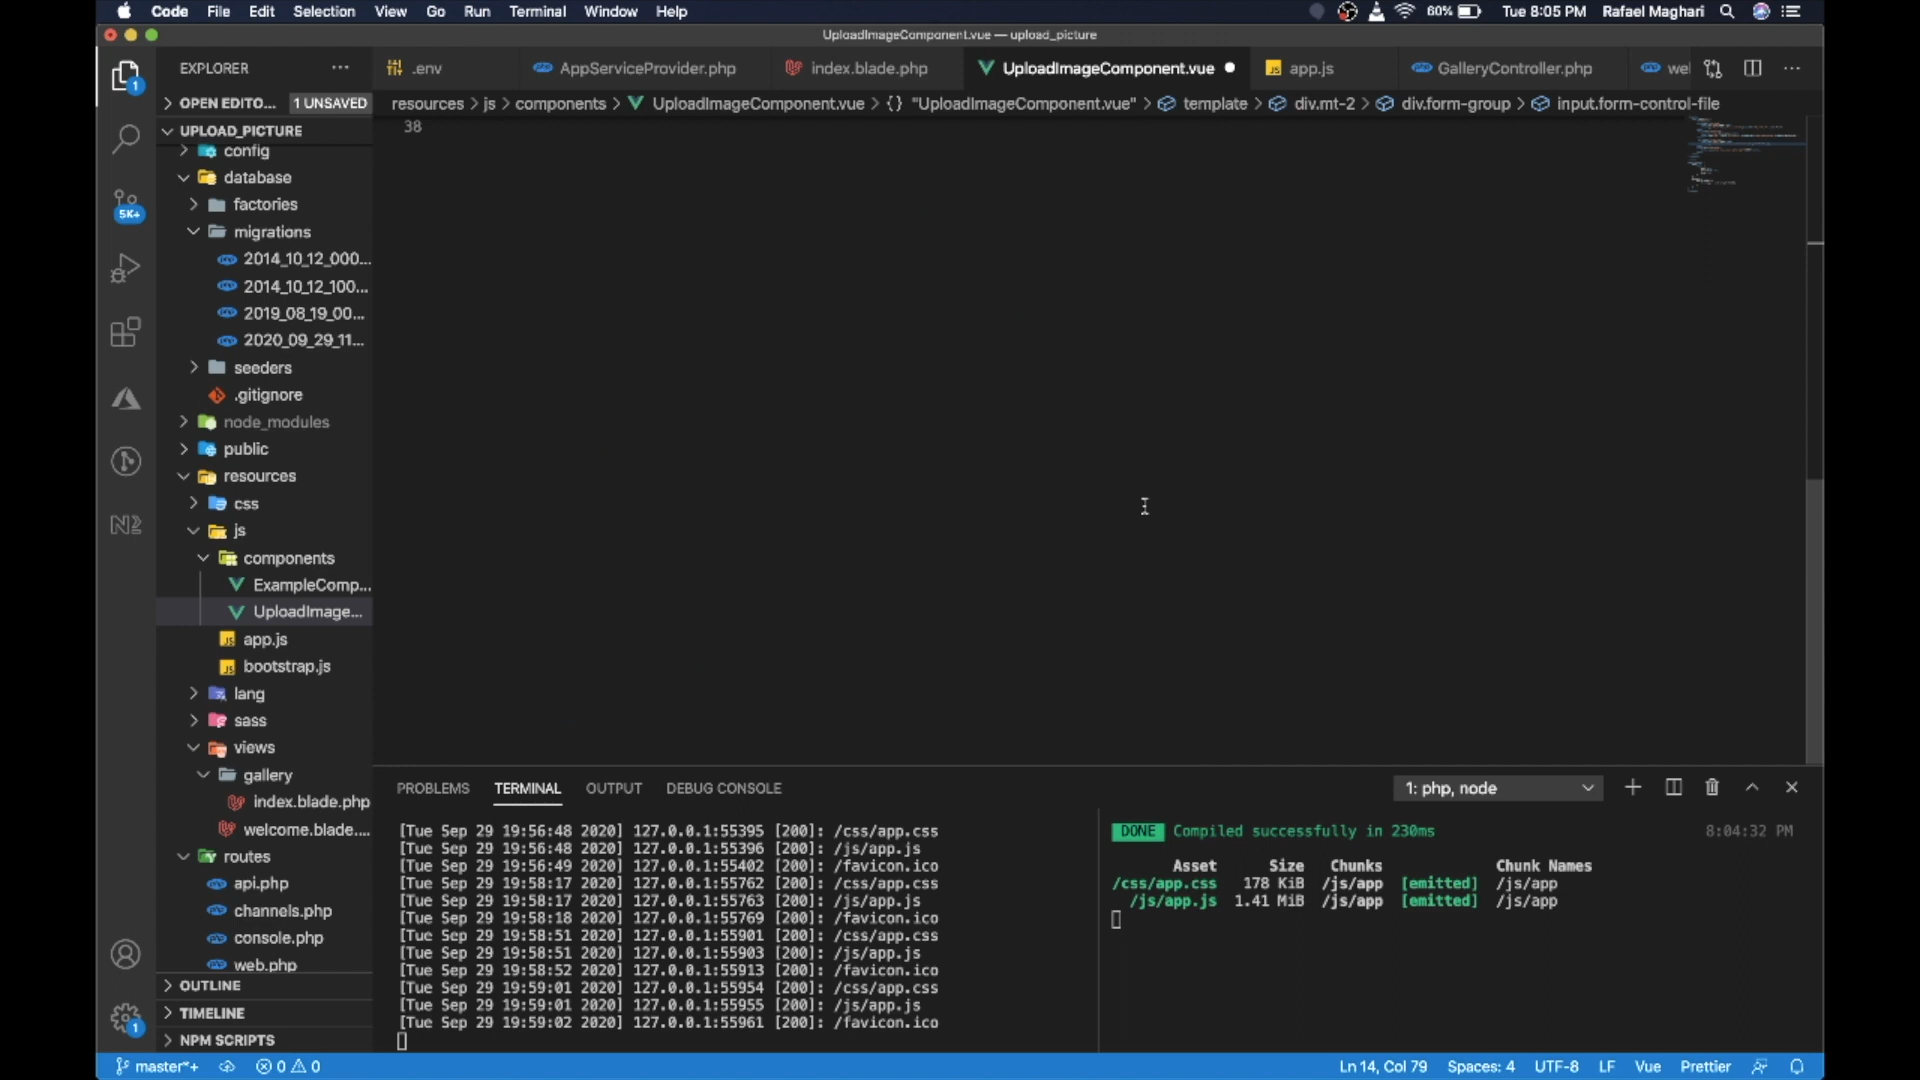 Code File Edit Selection View Go Run Terminal Window Help
60% Tue 8:05 PM Rafael Maghari
UploadImageComponent.vue — upload_picture
EXPLORER ···
.env AppServiceProvider.php index.blade.php UploadImageComponent.vue ● app.js GalleryController.php we ···
OPEN EDITO... 1 UNSAVED
resources > js > components > UploadImageComponent.vue > {} "UploadImageComponent.vue" > template > div.mt-2 > div.form-group > input.form-control-file
38
1
5K+
UPLOAD_PICTURE
config
database
factories
migrations
2014_10_12_000...
2014_10_12_100...
2019_08_19_00...
2020_09_29_11...
seeders
.gitignore
node_modules
public
resources
css
js
components
ExampleComp...
UploadImage...
app.js
bootstrap.js
lang
sass
views
gallery
index.blade.php
welcome.blade....
routes
api.php
channels.php
console.php
web.php
OUTLINE
TIMELINE
NPM SCRIPTS
1
PROBLEMS TERMINAL OUTPUT DEBUG CONSOLE 1: php, node
[Tue Sep 29 19:56:48 2020] 127.0.0.1:55395 [200]: /css/app.css
[Tue Sep 29 19:56:48 2020] 127.0.0.1:55396 [200]: /js/app.js
[Tue Sep 29 19:56:49 2020] 127.0.0.1:55402 [200]: /favicon.ico
[Tue Sep 29 19:58:17 2020] 127.0.0.1:55762 [200]: /css/app.css
[Tue Sep 29 19:58:17 2020] 127.0.0.1:55763 [200]: /js/app.js
[Tue Sep 29 19:58:18 2020] 127.0.0.1:55769 [200]: /favicon.ico
[Tue Sep 29 19:58:51 2020] 127.0.0.1:55901 [200]: /css/app.css
[Tue Sep 29 19:58:51 2020] 127.0.0.1:55903 [200]: /js/app.js
[Tue Sep 29 19:58:52 2020] 127.0.0.1:55913 [200]: /favicon.ico
[Tue Sep 29 19:59:01 2020] 127.0.0.1:55954 [200]: /css/app.css
[Tue Sep 29 19:59:01 2020] 127.0.0.1:55955 [200]: /js/app.js
[Tue Sep 29 19:59:02 2020] 127.0.0.1:55961 [200]: /favicon.ico
DONE Compiled successfully in 230ms 8:04:32 PM
Asset Size Chunks Chunk Names
/css/app.css 178 KiB /js/app [emitted] /js/app
/js/app.js 1.41 MiB /js/app [emitted] /js/app
master*+ 0 0 Ln 14, Col 79 Spaces: 4 UTF-8 LF Vue Prettier